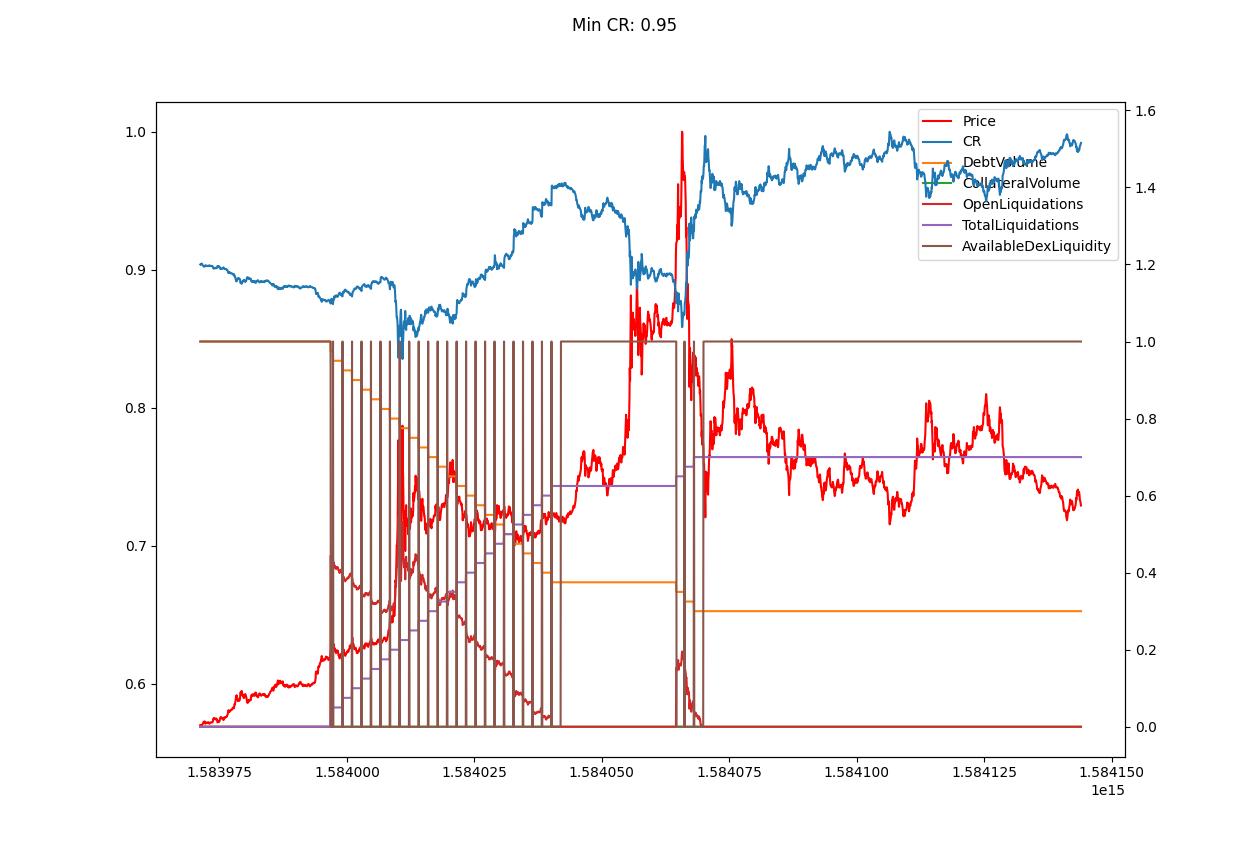 Min CR: 0.95
1.0
0.9
0.8
0.7
0.6
1.6
1.4
1.2
1.0
0.8
0.6
0.4
0.2
0.0
Price
CR
DebtVolume
CollateralVolume
OpenLiquidations
TotalLiquidations
AvailableDexLiquidity
1.583975 1.584000 1.584025 1.584050 1.584075 1.584100 1.584125 1.584150
1e15